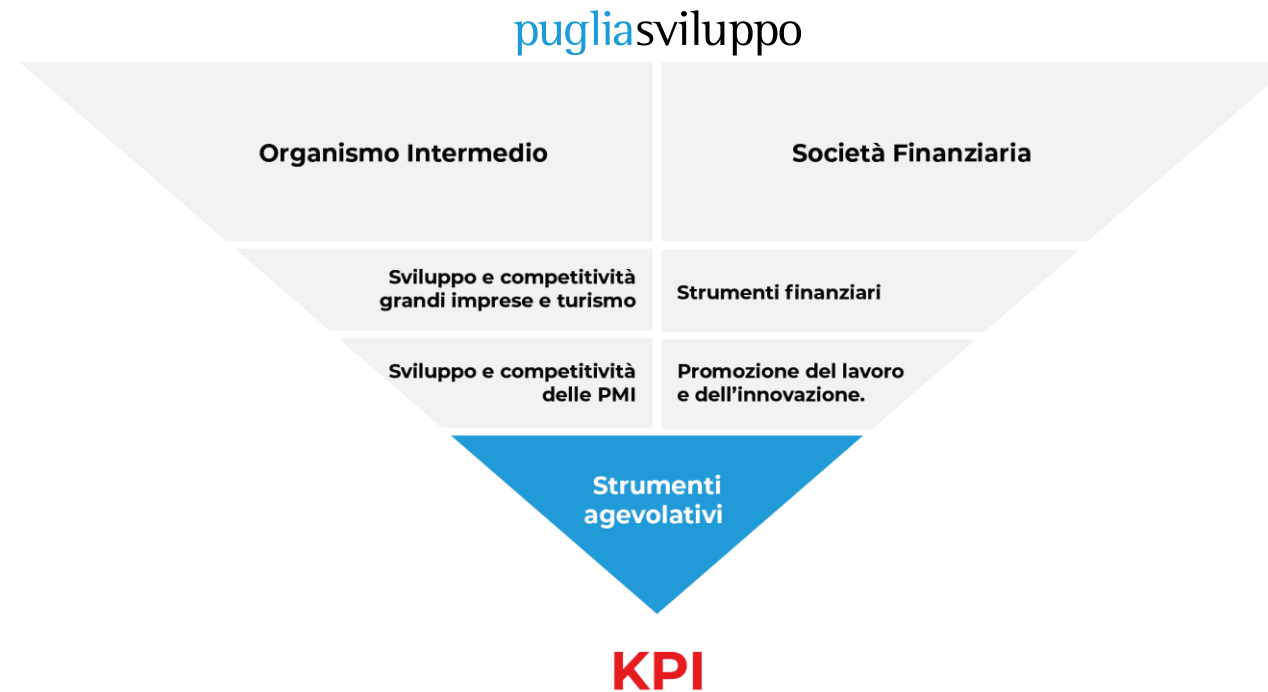 pugliasviluppo
Organismo Intermedio
Società Finanziaria
Sviluppo e competitività
grandi imprese e turismo
Strumenti finanziari
Sviluppo e competitività
delle PMI
Promozione del lavoro
e dell’innovazione.
Strumenti
agevolativi
KPI